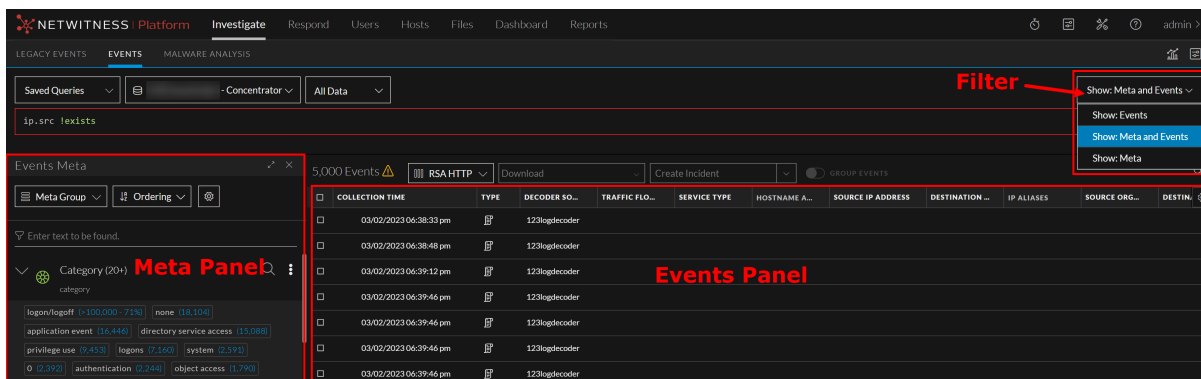 NETWITNESS Platform Investigate Respond Users Hosts Files Dashboard Reports admin >
LEGACY EVENTS EVENTS MALWARE ANALYSIS
Saved Queries - Concentrator All Data Filter Show: Meta and Events
ip.src !exists
Show: Events
Show: Meta and Events
Show: Meta
Events Meta
5,000 Events RSA HTTP Download Create Incident GROUP EVENTS
Meta Group Ordering
COLLECTION TIME TYPE DECODER SO... TRAFFIC FLO... SERVICE TYPE HOSTNAME A... SOURCE IP ADDRESS DESTINATION ... IP ALIASES SOURCE ORG... DESTIN
Enter text to be found.
Category (20+) Meta Panel
category
logon/logoff (>100,000 - 71%) none (18,104)
application event (16,446) directory service access (15,088)
privilege use (9,453) logons (7,160) system (2,591)
0 (2,392) authentication (2,244) object access (1,790)
Events Panel
03/02/2023 06:38:33 pm 123logdecoder
03/02/2023 06:38:48 pm 123logdecoder
03/02/2023 06:39:12 pm 123logdecoder
03/02/2023 06:39:46 pm 123logdecoder
03/02/2023 06:39:46 pm 123logdecoder
03/02/2023 06:39:46 pm 123logdecoder
03/02/2023 06:39:46 pm 123logdecoder